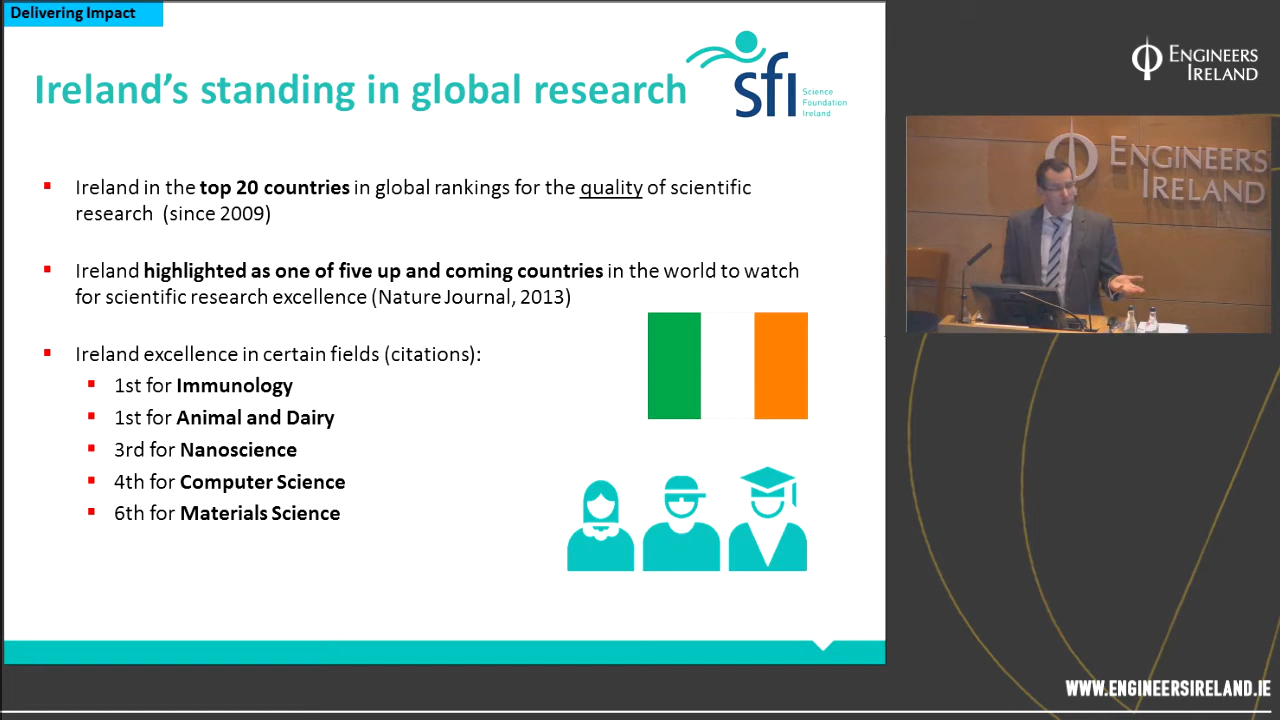 Delivering Impact
Ireland's standing in global research
sfi
Science
Foundation
Ireland
Ireland in the top 20 countries in global rankings for the quality of scientific
research (since 2009)
Ireland highlighted as one of five up and coming countries in the world to watch
for scientific research excellence (Nature Journal, 2013)
Ireland excellence in certain fields (citations):
1st for Immunology
1st for Animal and Dairy
3rd for Nanoscience
4th for Computer Science
6th for Materials Science
ENGINEERS
IRELAND
ENGINEERS
IRELAND
WWW.ENGINEERSIRELAND.IE